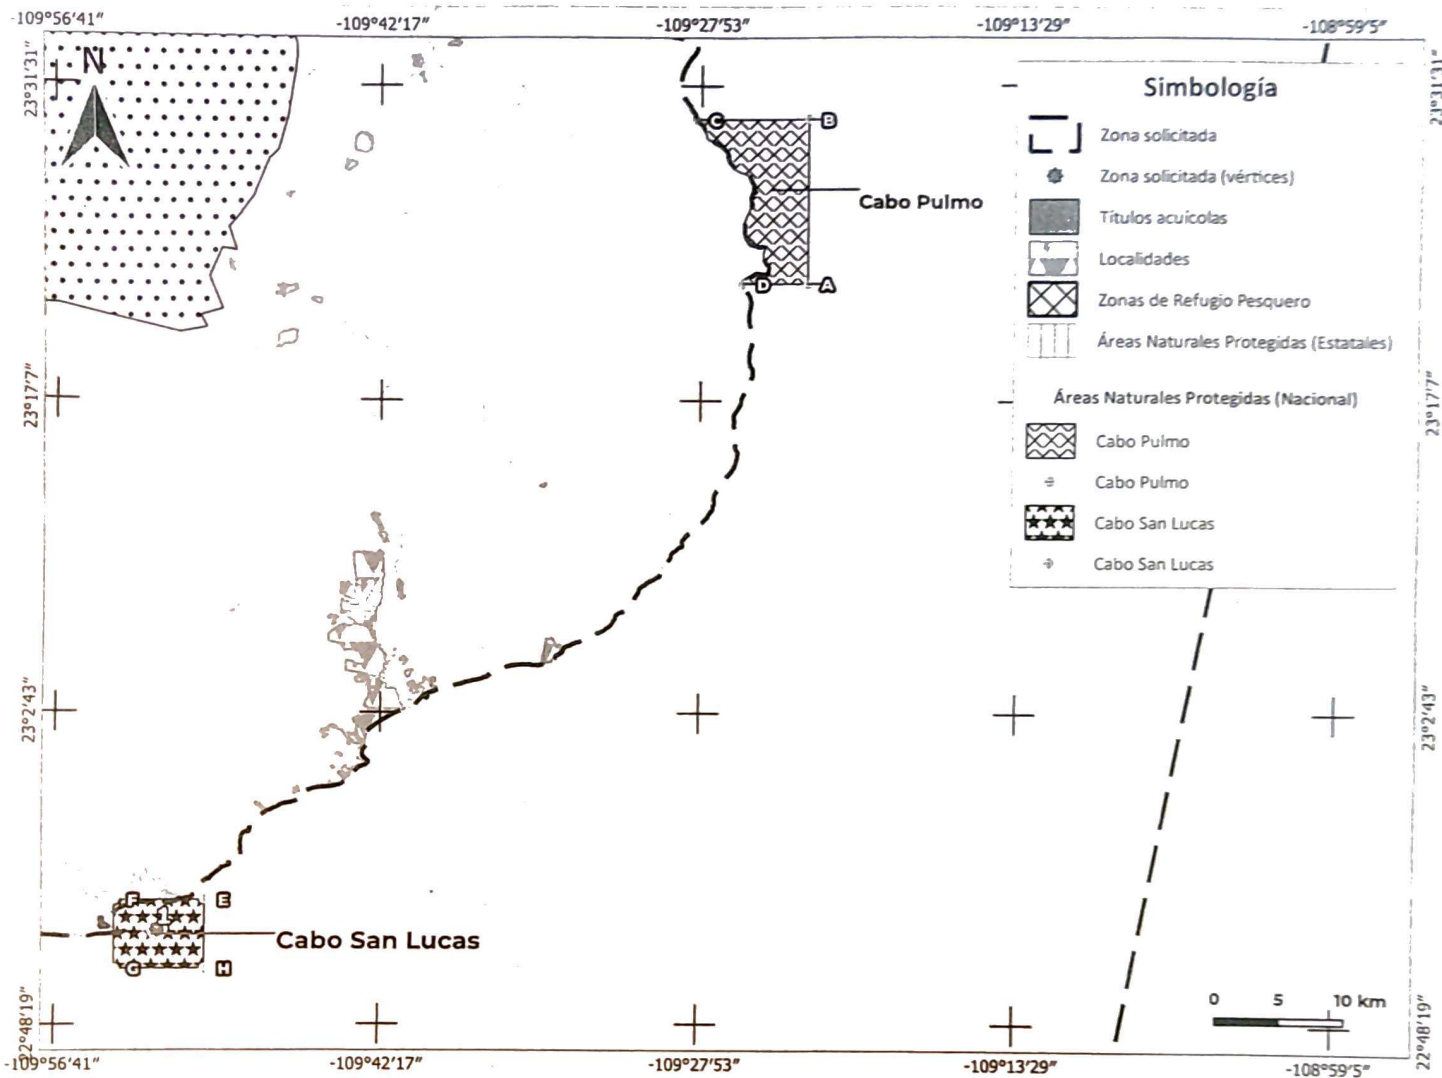 -109°56'41" -109°42'17" -109°27'53" -109°13'29" -108°59'5"
23°31'31" N 23°31'31"
Simbología
Zona solicitada
Zona solicitada (vértices)
Títulos acuícolas
Localidades
Zonas de Refugio Pesquero
Áreas Naturales Protegidas (Estatales)
Áreas Naturales Protegidas (Nacional)
Cabo Pulmo
Cabo Pulmo
Cabo San Lucas
Cabo San Lucas
C B
Cabo Pulmo
D A
23°17'7" 23°17'7"
23°2'43" 23°2'43"
F E
Cabo San Lucas
G H
0 5 10 km
22°48'19" 22°48'19"
-109°56'41" -109°42'17" -109°27'53" -109°13'29" -108°59'5"